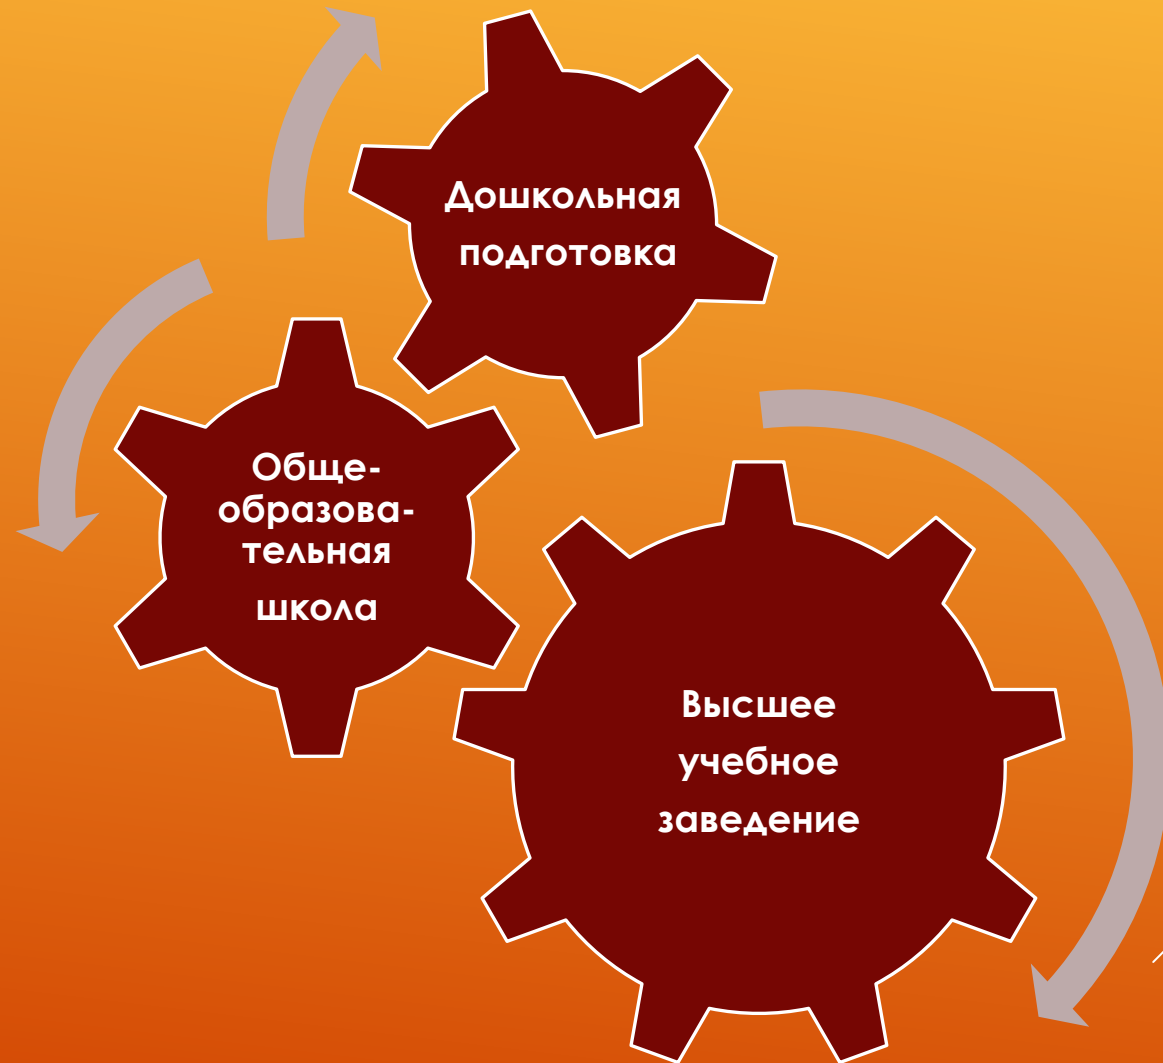 Дошкольная
подготовка
Обще-
образова-
тельная
школа
Высшее
учебное
заведение